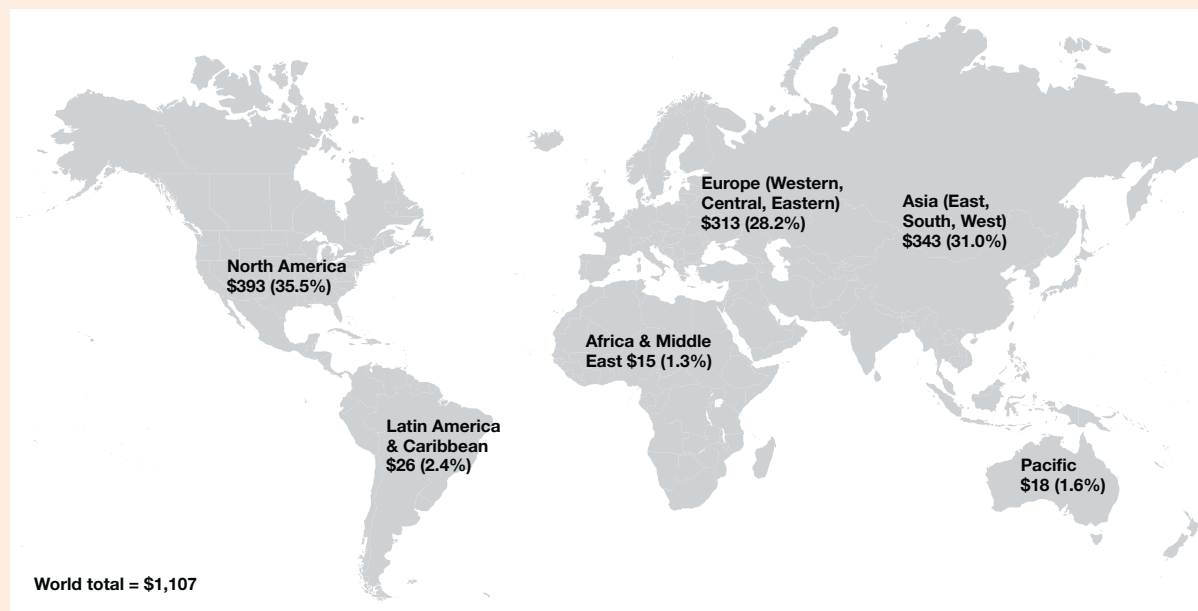 Europe (Western,
Central, Eastern)
$313 (28.2%)
Asia (East,
South, West)
$343 (31.0%)
North America
$393 (35.5%)
Africa & Middle
East $15 (1.3%)
Latin America
& Caribbean
$26 (2.4%)
Pacific
$18 (1.6%)
World total = $1,107